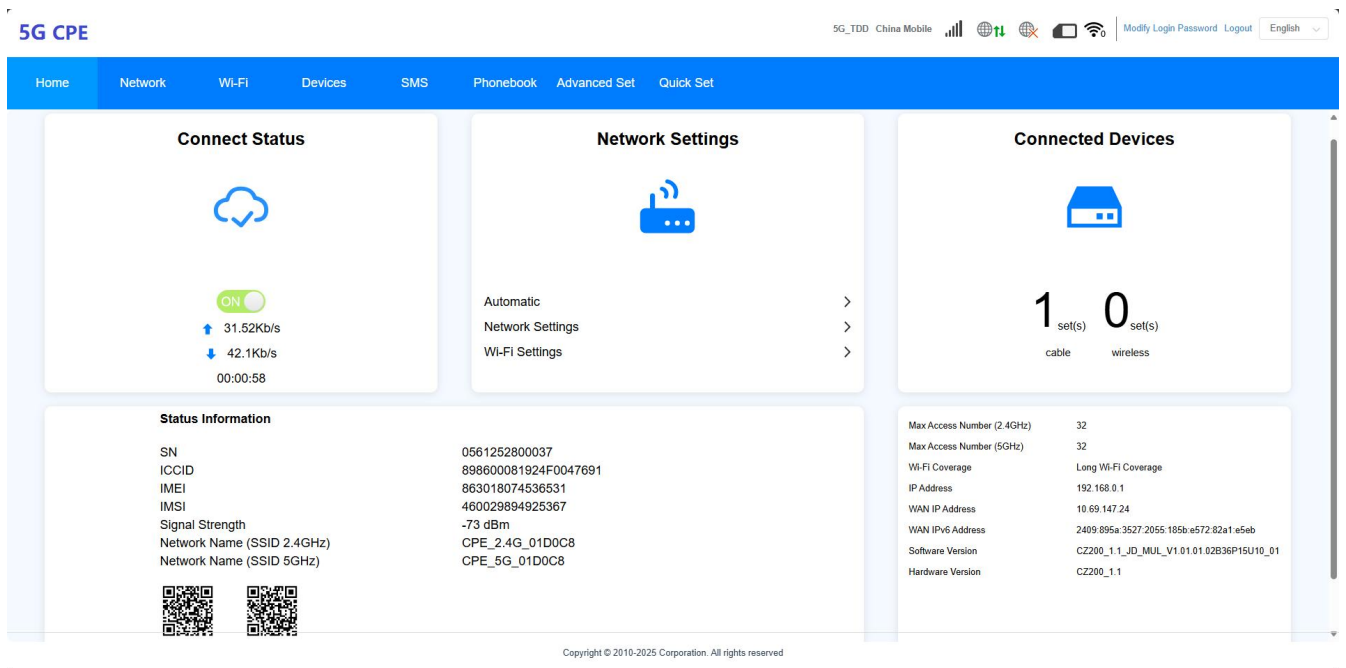 5G CPE
5G_TDD China Mobile 0 Modify Login Password Logout English
Home Network Wi-Fi Devices SMS Phonebook Advanced Set Quick Set
Connect Status
ON
31.52Kb/s
42.1Kb/s
00:00:58
Network Settings
Automatic
Network Settings
Wi-Fi Settings
Connected Devices
1 set(s) 0 set(s)
cable wireless
Status Information
SN 0561252800037
ICCID 898600081924F0047691
IMEI 863018074536531
IMSI 460029894925367
Signal Strength -73 dBm
Network Name (SSID 2.4GHz) CPE_2.4G_01D0C8
Network Name (SSID 5GHz) CPE_5G_01D0C8
Max Access Number (2.4GHz) 32
Max Access Number (5GHz) 32
Wi-Fi Coverage Long Wi-Fi Coverage
IP Address 192.168.0.1
WAN IP Address 10.69.147.24
WAN IPv6 Address 2409:895a:3527:2055:185b:e572:82a1:e5eb
Software Version CZ200_1.1_JD_MUL_V1.01.01.02B36P15U10_01
Hardware Version CZ200_1.1
Copyright © 2010-2025 Corporation. All rights reserved